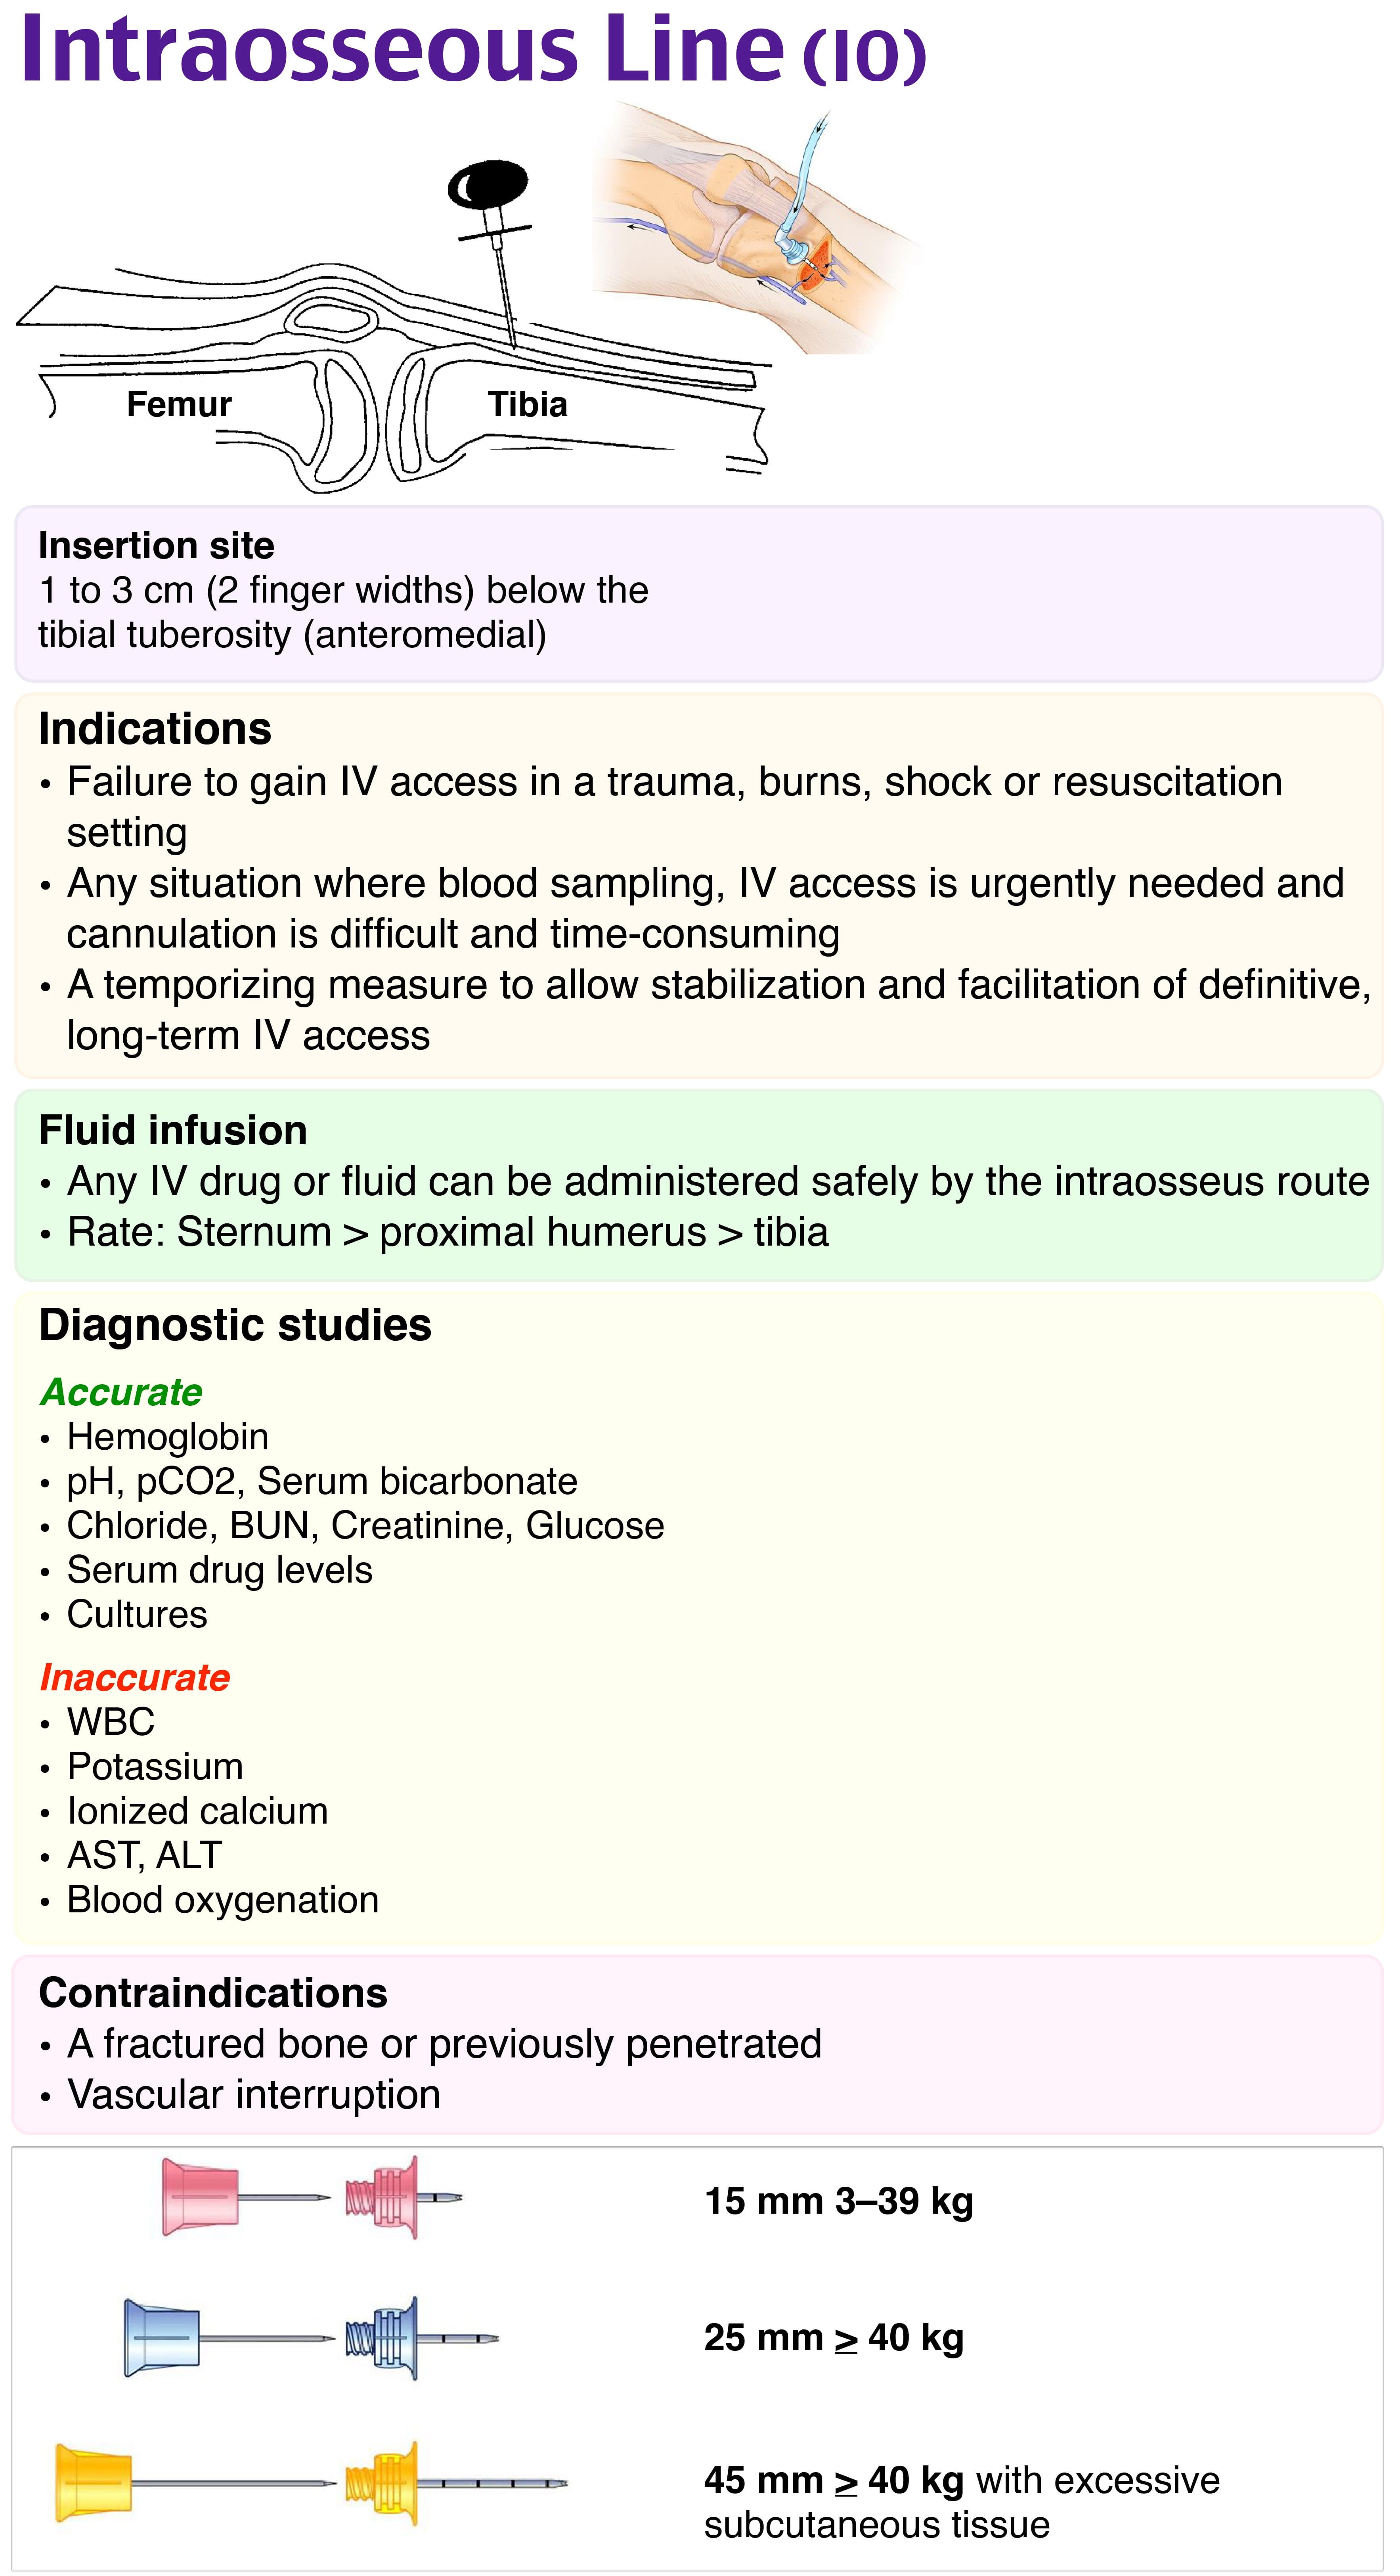 Intraosseous Line (IO)
Femur
Tibia
Insertion site
1 to 3 cm (2 finger widths) below the
tibial tuberosity (anteromedial)
Indications
• Failure to gain IV access in a trauma, burns, shock or resuscitation
setting
• Any situation where blood sampling, IV access is urgently needed and
cannulation is difficult and time-consuming
• A temporizing measure to allow stabilization and facilitation of definitive,
long-term IV access
Fluid infusion
• Any IV drug or fluid can be administered safely by the intraosseus route
• Rate: Sternum > proximal humerus > tibia
Diagnostic studies
Accurate
• Hemoglobin
• pH, pCO2, Serum bicarbonate
• Chloride, BUN, Creatinine, Glucose
• Serum drug levels
• Cultures
Inaccurate
• WBC
• Potassium
• Ionized calcium
• AST, ALT
• Blood oxygenation
Contraindications
• A fractured bone or previously penetrated
• Vascular interruption
15 mm 3–39 kg
25 mm ≥ 40 kg
45 mm ≥ 40 kg with excessive
subcutaneous tissue